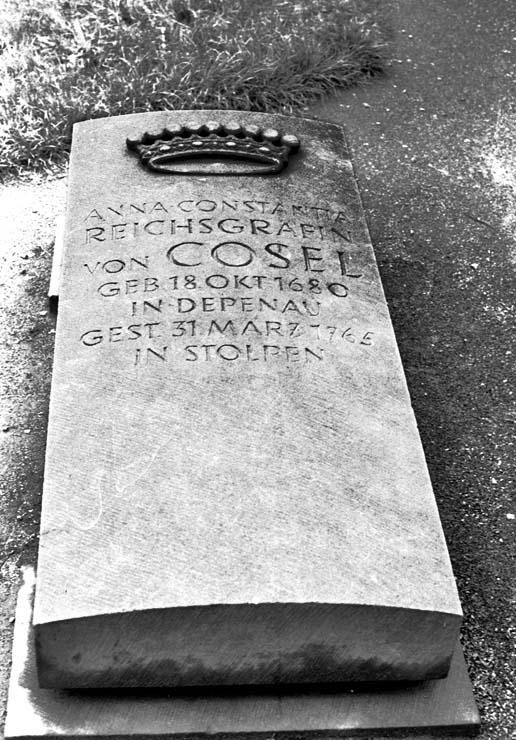 ANNA CONSTANTIA
REICHSGRÄFIN
VON COSEL
GEB. 18. OKT. 1680
IN DEPENAU
GEST. 31 MÄRZ 1765
IN STOLPEN